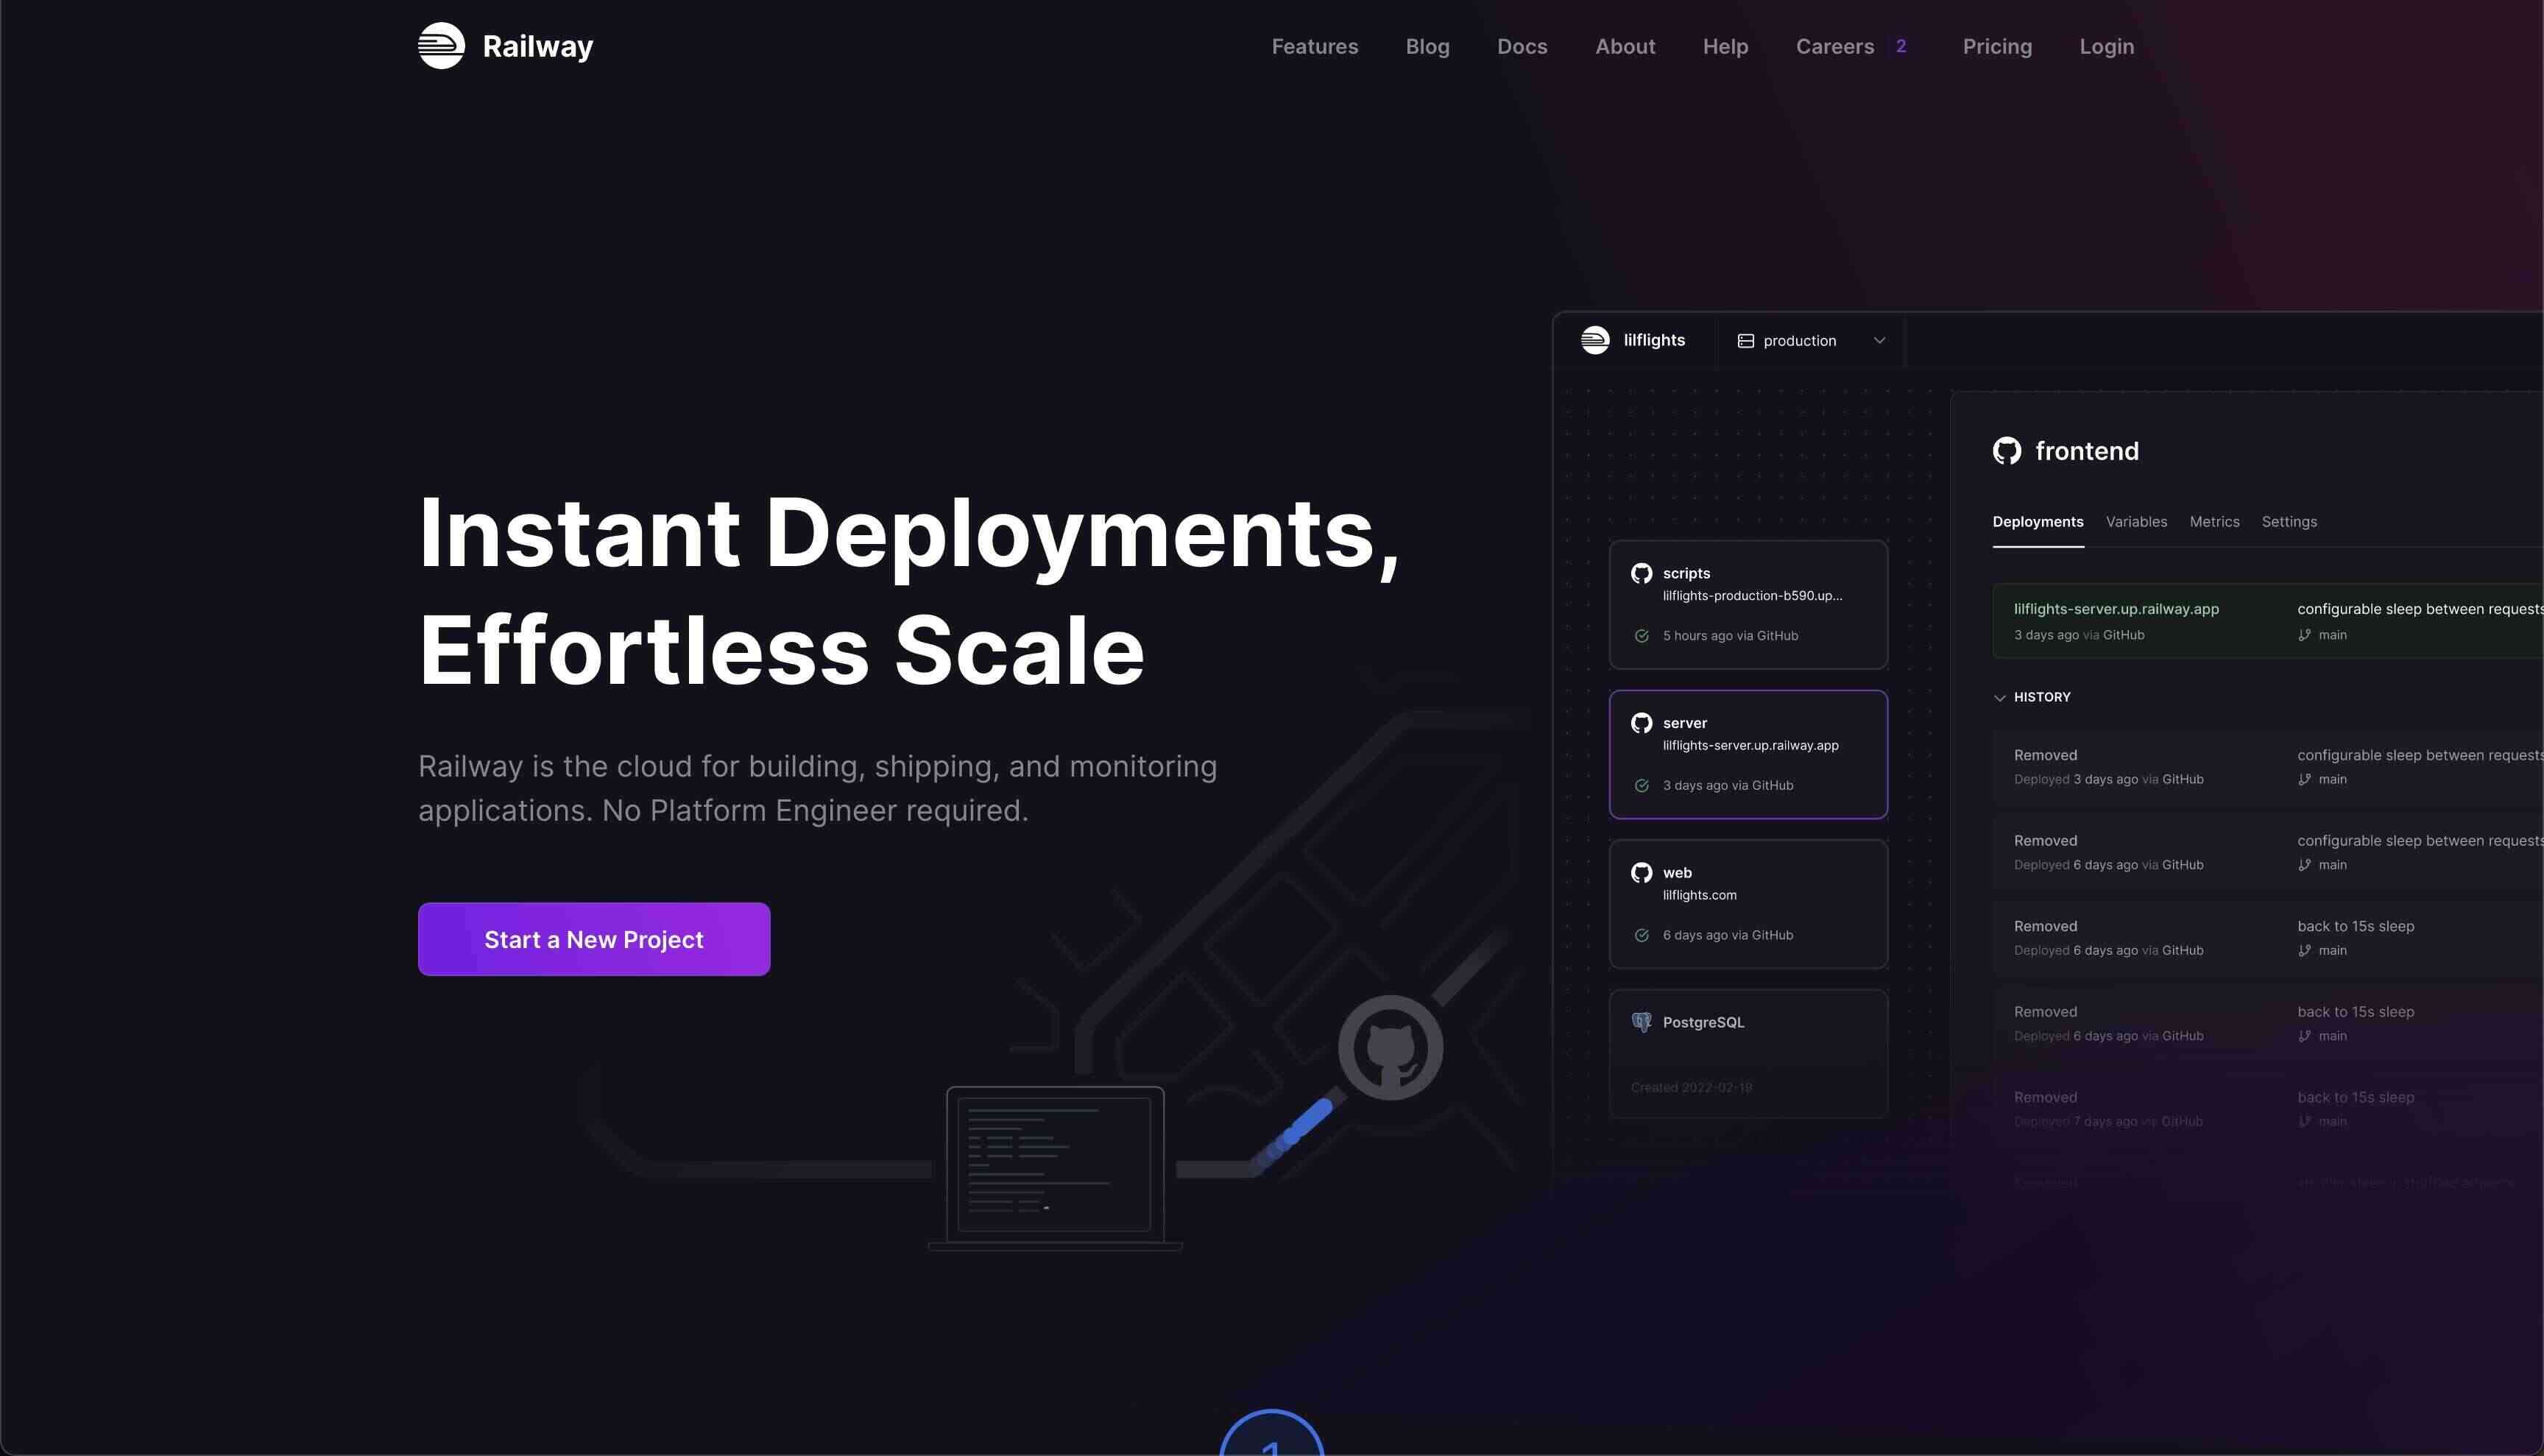 Railway
Features Blog Docs About Help Careers 2 Pricing Login
Instant Deployments,
Effortless Scale
Railway is the cloud for building, shipping, and monitoring
applications. No Platform Engineer required.
Start a New Project
lilflights
production
scripts
lilflights-production-b590.up...
5 hours ago via GitHub
server
lilflights-server.up.railway.app
3 days ago via GitHub
web
lilflights.com
6 days ago via GitHub
PostgreSQL
Created 2022-02-18
frontend
Deployments Variables Metrics Settings
lilflights-server.up.railway.app configurable sleep between requests
3 days ago via GitHub main
HISTORY
Removed configurable sleep between requests
Deployed 3 days ago via GitHub main
Removed configurable sleep between requests
Deployed 6 days ago via GitHub main
Removed back to 15s sleep
Deployed 6 days ago via GitHub main
Removed back to 15s sleep
Deployed 6 days ago via GitHub main
Removed back to 15s sleep
Deployed 7 days ago via GitHub main
Removed
1